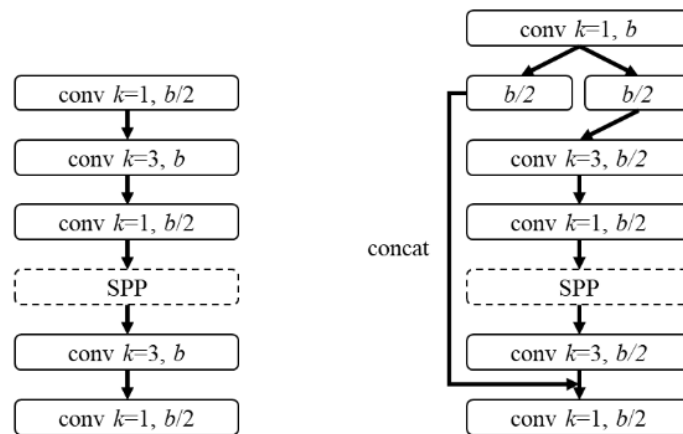 conv k=1, b/2
conv k=3, b
conv k=1, b/2
SPP
conv k=3, b
conv k=1, b/2
conv k=1, b
b/2
b/2
conv k=3, b/2
conv k=1, b/2
concat
SPP
conv k=3, b/2
conv k=1, b/2